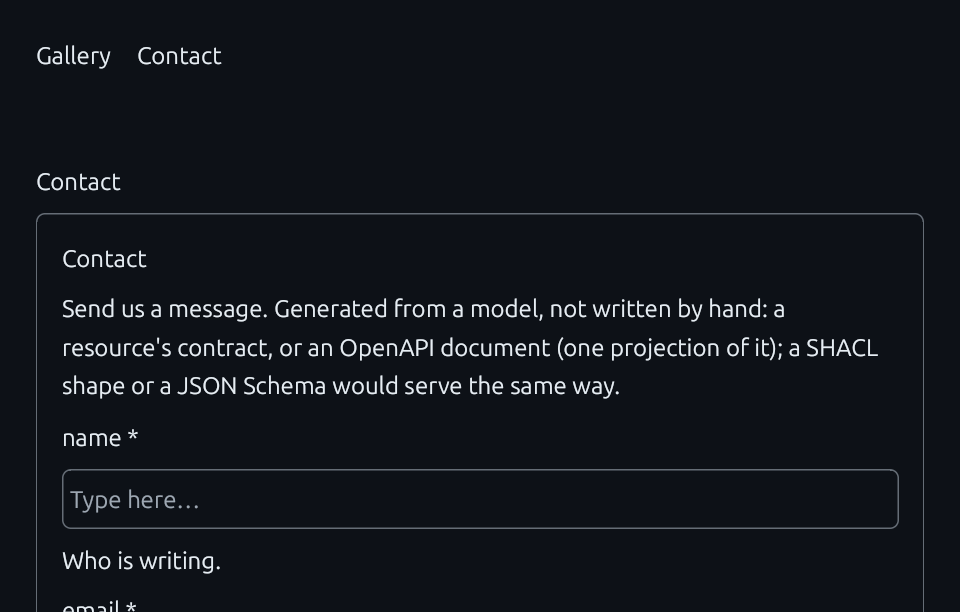 Gallery Contact
Contact
Contact
Send us a message. Generated from a model, not written by hand: a
resource's contract, or an OpenAPI document (one projection of it); a SHACL
shape or a JSON Schema would serve the same way.
name *
Type here…
Who is writing.
email *